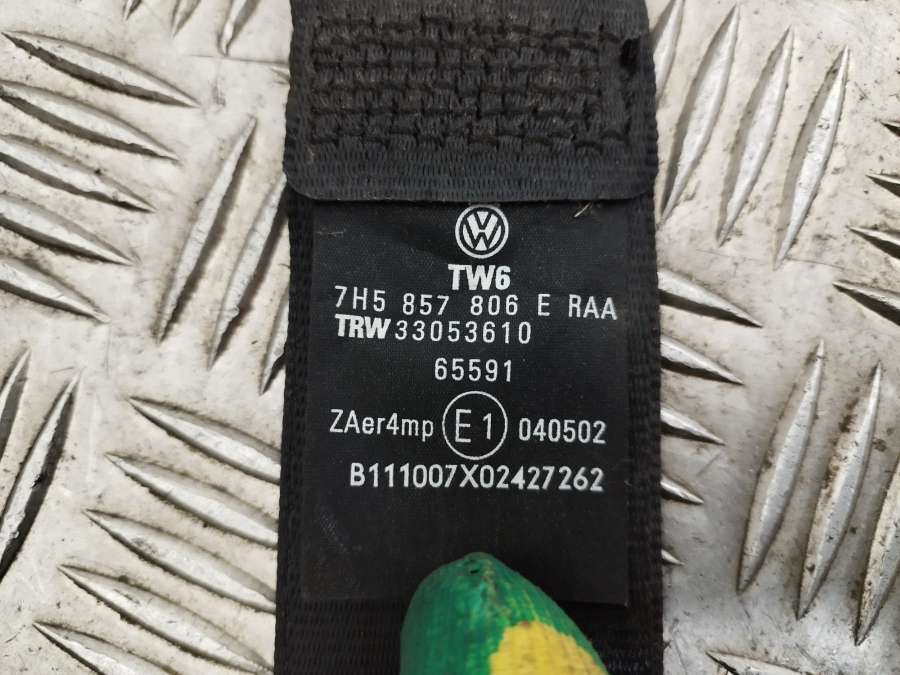 TW6
7H5 857 806 E RAA
TRW 33053610
65591
ZAer4mp E1 040502
B111007X02427262